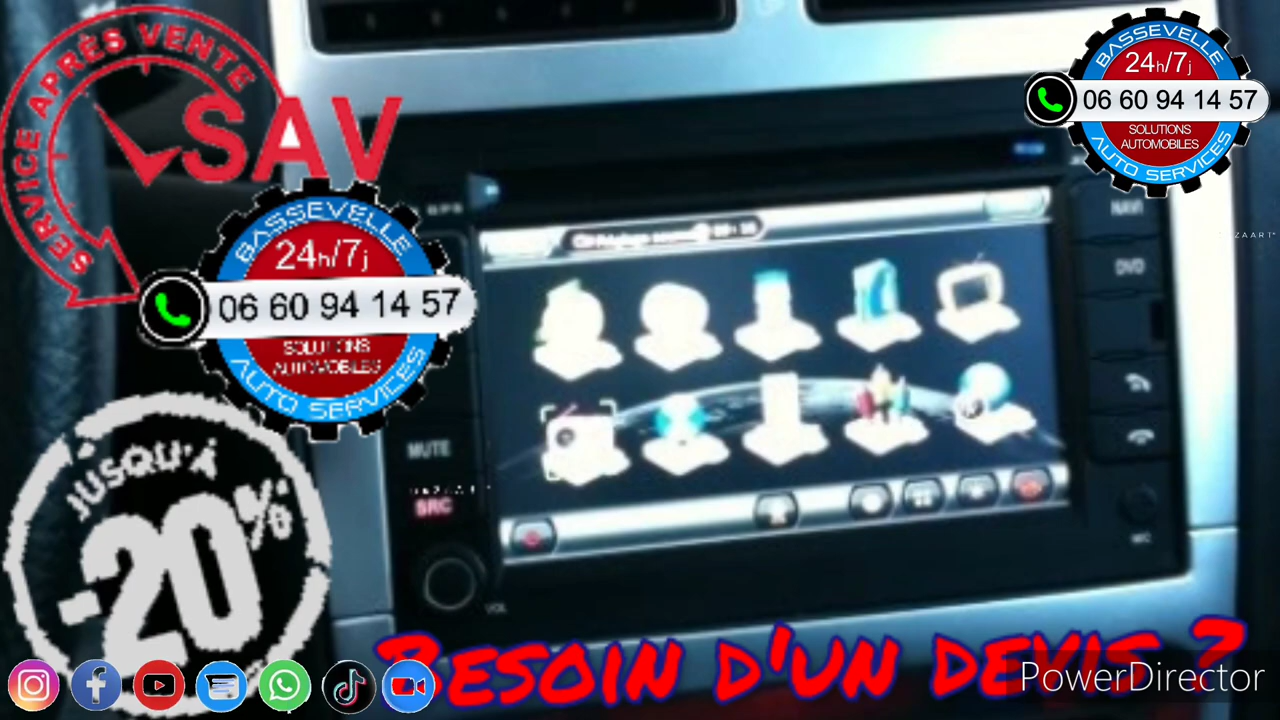 SERVICE APRÈS VENTE
SAV
BASSEVELLE
24h/7j
06 60 94 14 57
SOLUTIONS
AUTOMOBILES
AUTO SERVICES
BASSEVELLE
24h/7j
06 60 94 14 57
SOLUTIONS
AUTOMOBILES
AUTO SERVICES
NAVI
DVD
MUTE
SRC
VOL
MIC
JUSQU'À
-20%
BESOIN D'UN DEVIS ?
PowerDirector